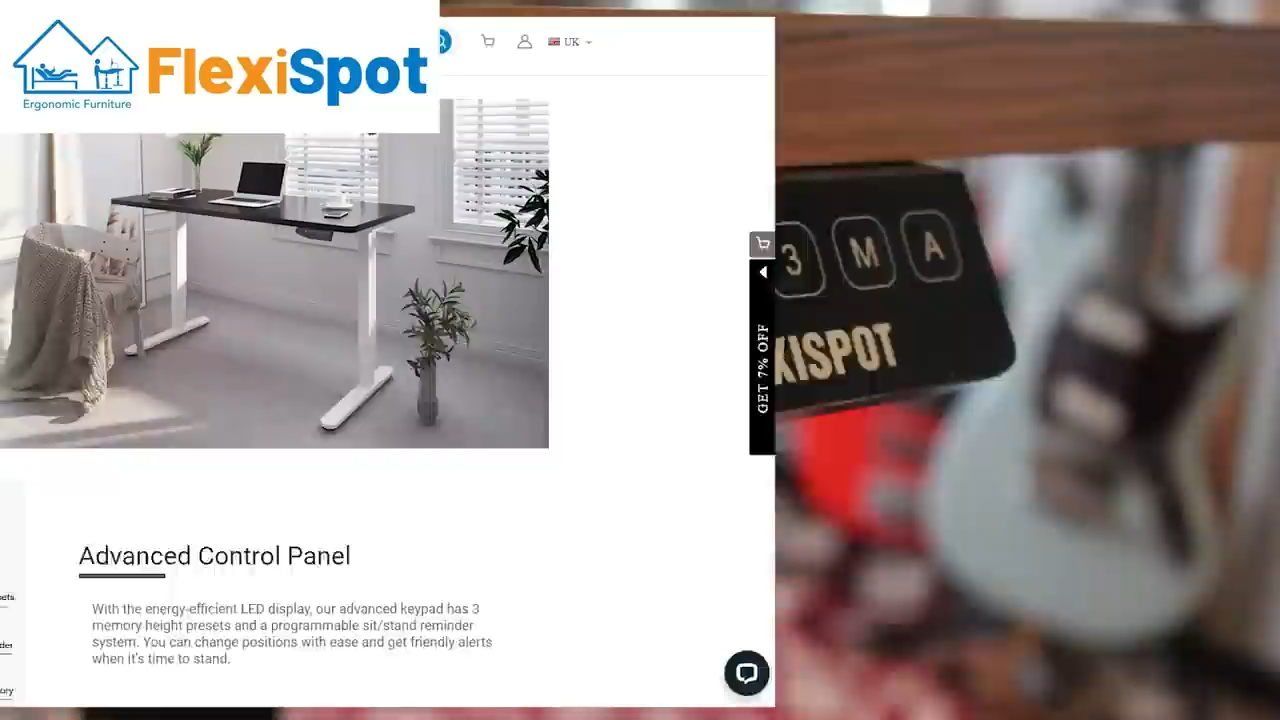 FlexiSpot
Ergonomic Furniture
UK
3 M A
XISPOT
GET 7% OFF
Advanced Control Panel
With the energy-efficient LED display, our advanced keypad has 3
memory height presets and a programmable sit/stand reminder
system. You can change positions with ease and get friendly alerts
when it's time to stand.